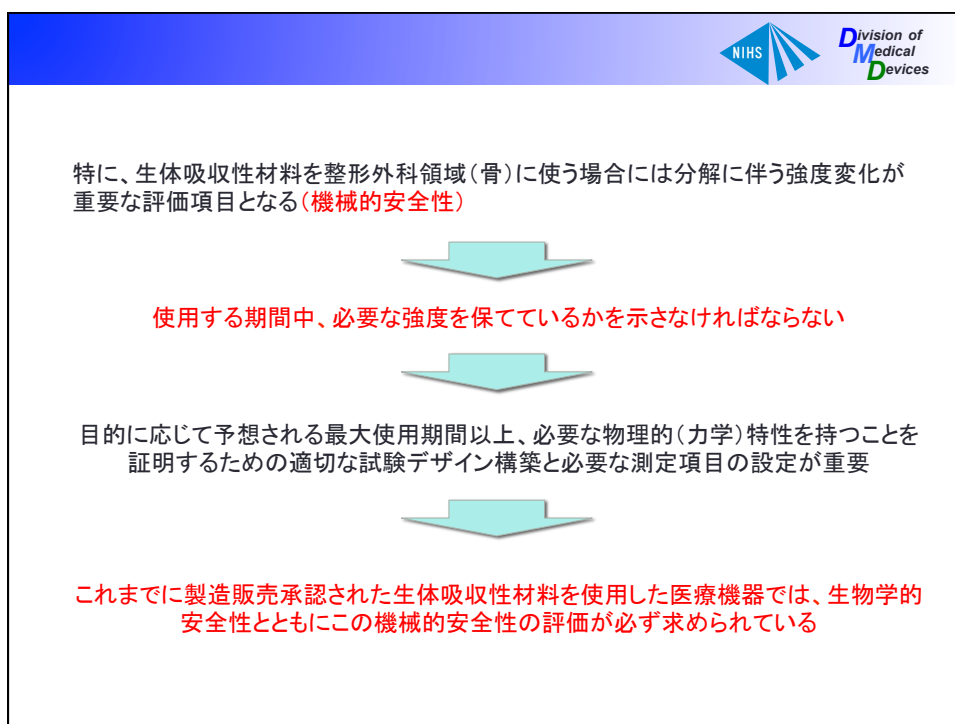 NIHS
Division of
Medical
Devices
特に、生体吸収性材料を整形外科領域(骨)に使う場合には分解に伴う強度変化が
重要な評価項目となる(機械的安全性)
使用する期間中、必要な強度を保てているかを示さなければならない
目的に応じて予想される最大使用期間以上、必要な物理的(力学)特性を持つことを
証明するための適切な試験デザイン構築と必要な測定項目の設定が重要
これまでに製造販売承認された生体吸収性材料を使用した医療機器では、生物学的
安全性とともにこの機械的安全性の評価が必ず求められている